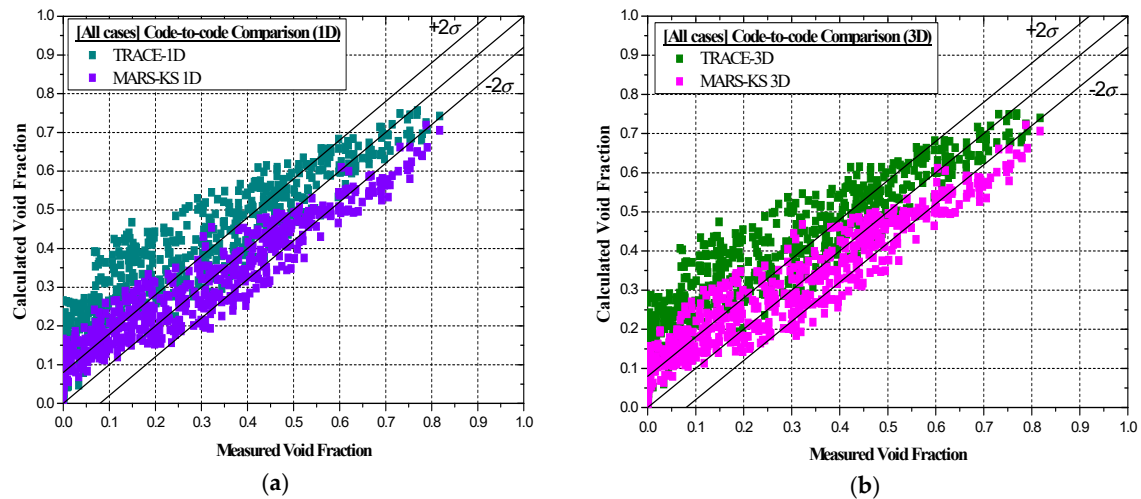 [All cases] Code-to-code Comparison (1D)
TRACE-1D
MARS-KS 1D
+2σ
-2σ
1.0
0.9
0.8
0.7
0.6
0.5
0.4
0.3
0.2
0.1
0.0
Calculated Void Fraction
0.0 0.1 0.2 0.3 0.4 0.5 0.6 0.7 0.8 0.9 1.0
Measured Void Fraction
(a)
[All cases] Code-to-code Comparison (3D)
TRACE-3D
MARS-KS 3D
+2σ
-2σ
1.0
0.9
0.8
0.7
0.6
0.5
0.4
0.3
0.2
0.1
0.0
Calculated Void Fraction
0.0 0.1 0.2 0.3 0.4 0.5 0.6 0.7 0.8 0.9 1.0
Measured Void Fraction
(b)